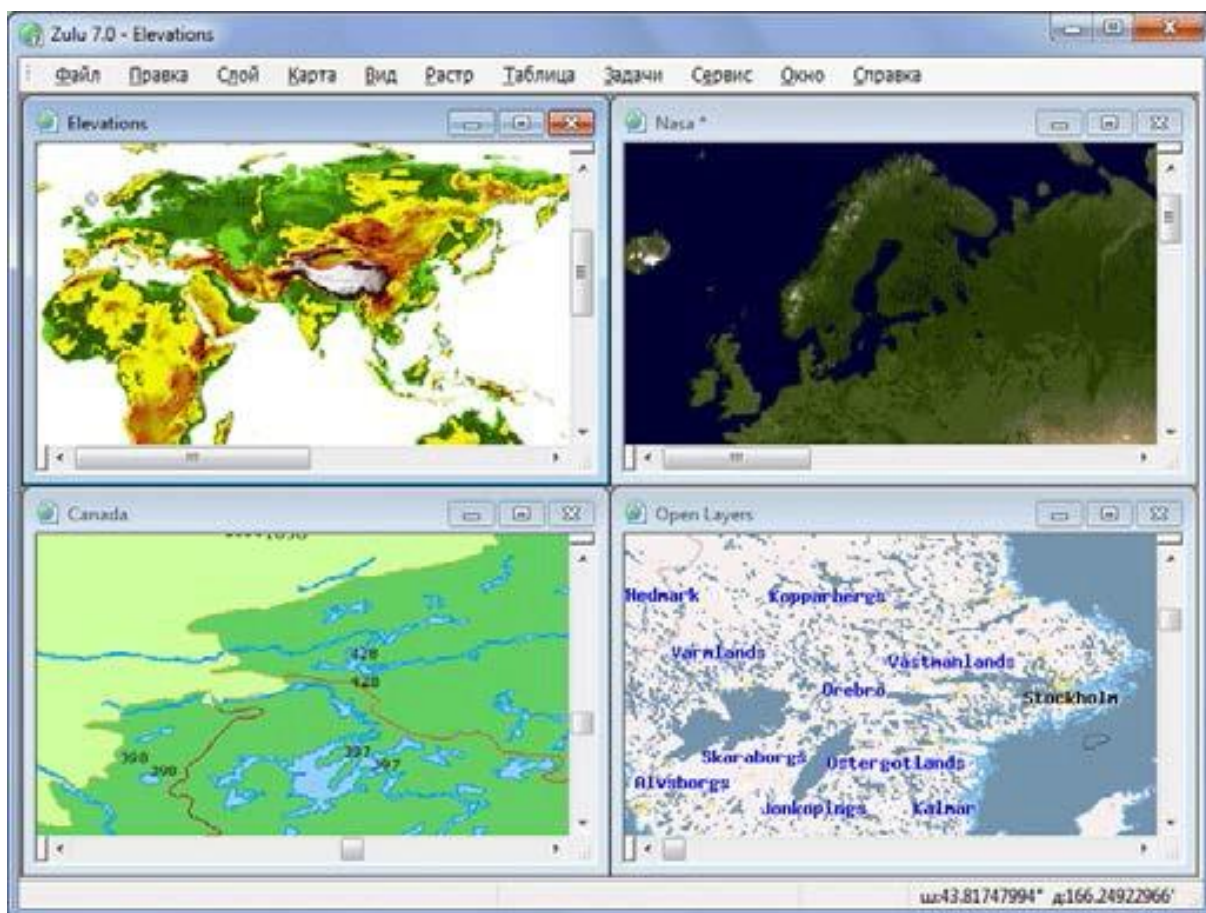 Zulu 7.0 - Elevations
Файл Правка Слой Карта Вид Растр Таблица Задачи Сервис Окно Справка
Elevations
Nasa *
Canada
428
428
397
397
398
398
Open Layers
Hedmark Kopparbergs
Varmlands Vastmanlands
Orebro
Stockholm
Skaraborgs Ostergotlands
Alvsborgs
Jonkopings Kalmar
ш:43.81747994° д:166.24922966°